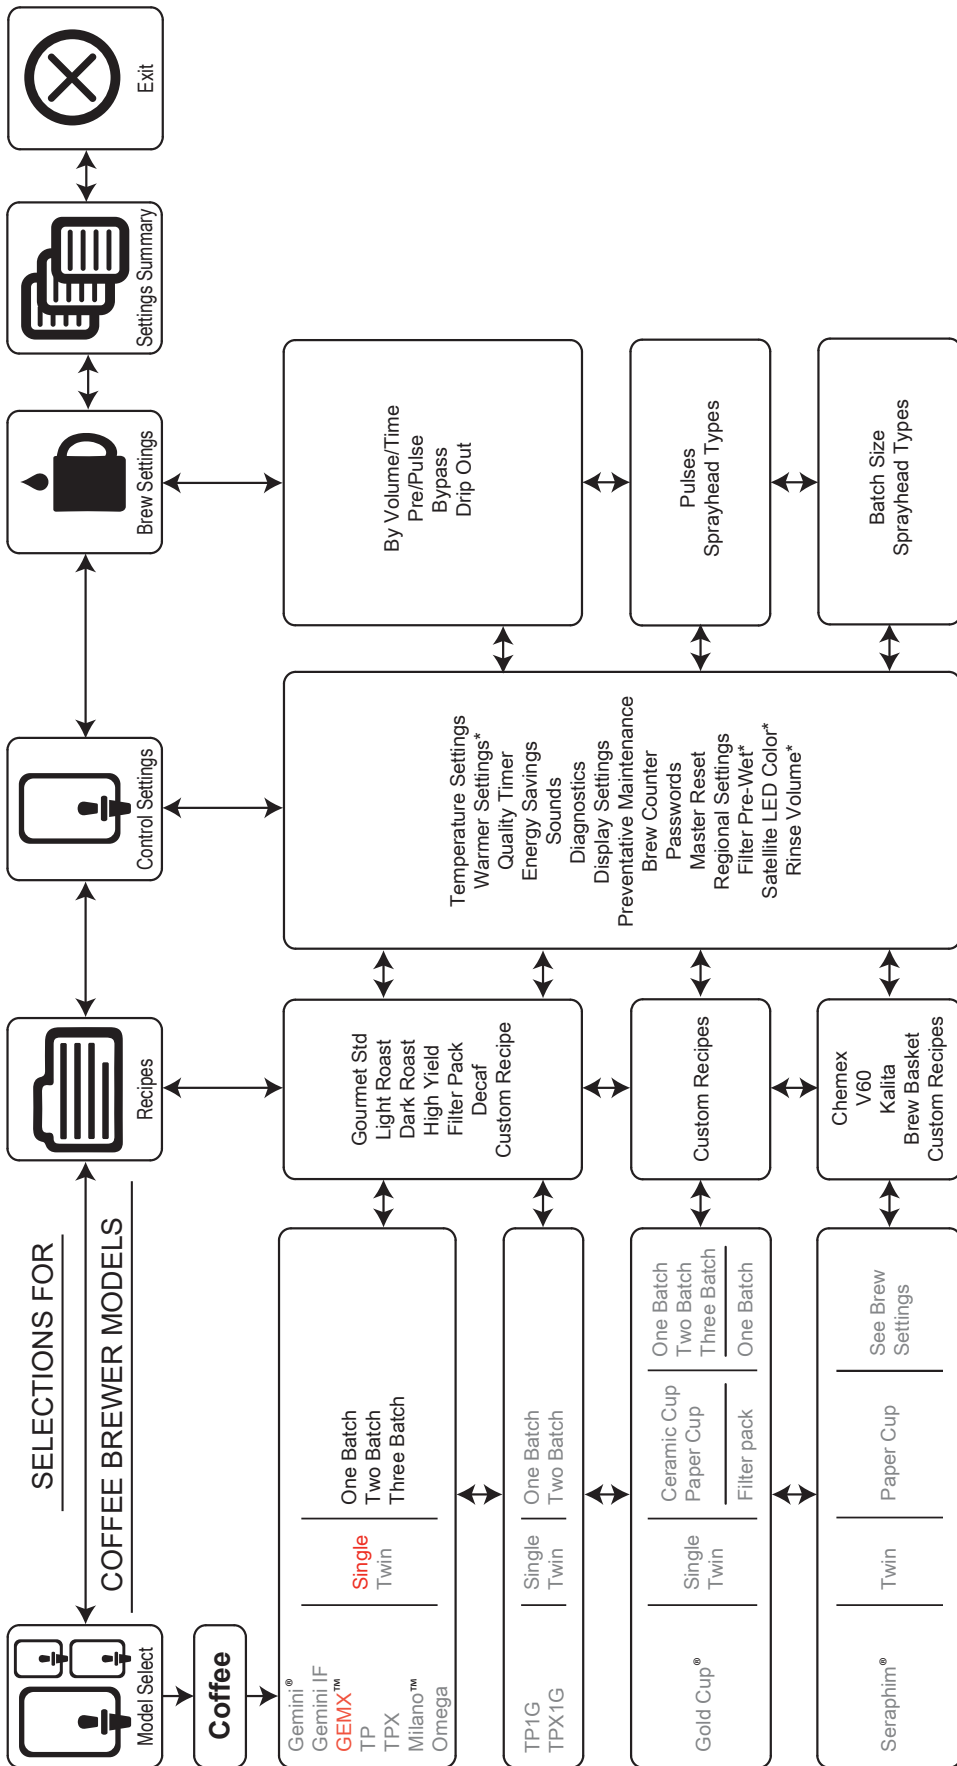 SELECTIONS FOR
COFFEE BREWER MODELS
Model Select
Recipes
Control Settings
Brew Settings
Settings Summary
Exit
Coffee
Gemini®
Gemini IF
GEMX™
TP
TPX
Milano™
Omega
Single
Twin
One Batch
Two Batch
Three Batch
TP1G
TPX1G
Single
Twin
One Batch
Two Batch
Gold Cup®
Single
Twin
Ceramic Cup
Paper Cup
Filter pack
One Batch
Two Batch
Three Batch
One Batch
Seraphim®
Twin
Paper Cup
See Brew
Settings
Gourmet Std
Light Roast
Dark Roast
High Yield
Filter Pack
Decaf
Custom Recipe
Custom Recipes
Chemex
V60
Kalita
Brew Basket
Custom Recipes
Temperature Settings
Warmer Settings*
Quality Timer
Energy Savings
Sounds
Diagnostics
Display Settings
Preventative Maintenance
Brew Counter
Passwords
Master Reset
Regional Settings
Filter Pre-Wet*
Satellite LED Color*
Rinse Volume*
By Volume/Time
Pre/Pulse
Bypass
Drip Out
Pulses
Sprayhead Types
Batch Size
Sprayhead Types